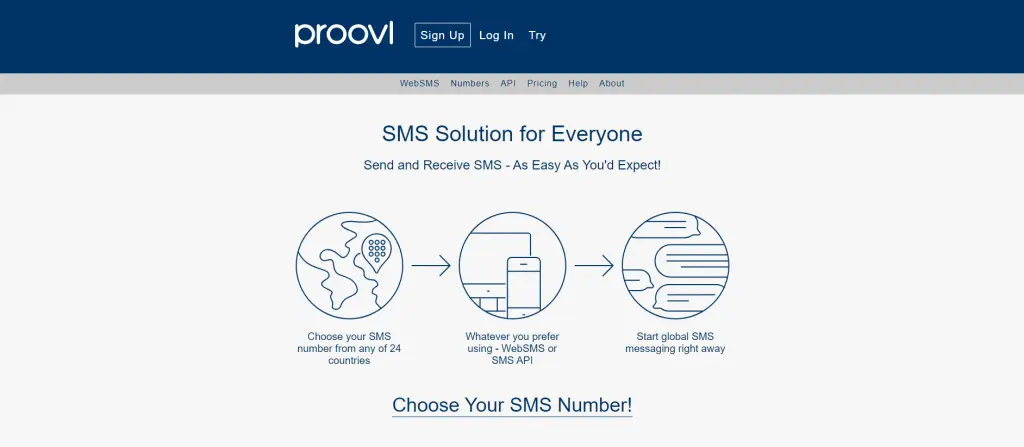 proovl
Sign Up
Log In
Try
WebSMS
Numbers
API
Pricing
Help
About
SMS Solution for Everyone
Send and Receive SMS - As Easy As You'd Expect!
Choose your SMS
number from any of 24
countries
Whatever you prefer
using - WebSMS or
SMS API
Start global SMS
messaging right away
Choose Your SMS Number!